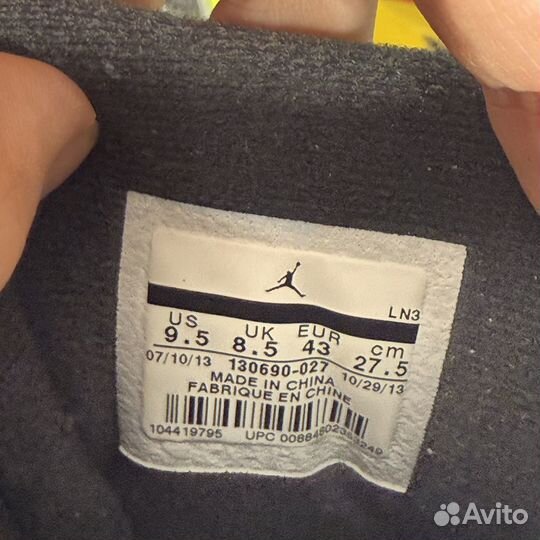 LN3
US UK EUR cm
9.5 8.5 43 27.5
07/10/13 130690-027 10/29/13
MADE IN CHINA
FABRIQUE EN CHINE
104419795 UPC
Avito